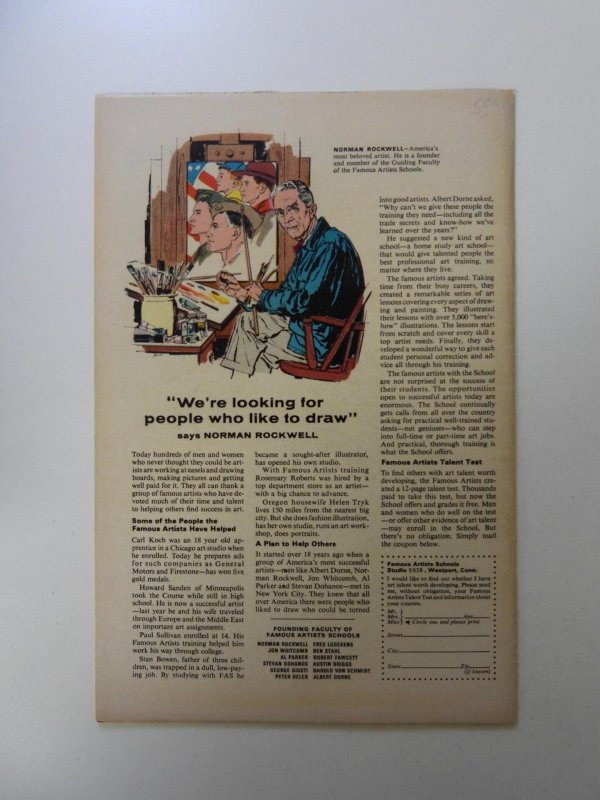 NORMAN ROCKWELL—America's
most beloved artist. He is a founder
and member of the Guiding Faculty
of the Famous Artists Schools.
"We're looking for
people who like to draw"
says NORMAN ROCKWELL
Today hundreds of men and women
who never thought they could be art-
ists are working at easels and drawing
boards, making pictures and getting
well paid for it. They all can thank a
group of famous artists who have de-
voted much of their time and talent
to helping others find success in art.
Some of the People the
Famous Artists Have Helped
Carl Koch was an 18 year old ap-
prentice in a Chicago art studio when
he enrolled. Today he prepares ads
for such companies as General
Motors and Firestone—has won five
gold medals.
Howard Sanden of Minneapolis
took the Course while still in high
school. He is now a successful artist
—last year he and his wife traveled
through Europe and the Middle East
on important art assignments.
Paul Sullivan enrolled at 14. His
Famous Artists training helped him
work his way through college.
Stan Bowen, father of three chil-
dren, was trapped in a dull, low-pay-
ing job. By studying with FAS he
became a sought-after illustrator,
has opened his own studio.
With Famous Artists training
Rosemary Roberts was hired by a
top department store as an artist—
with a big chance to advance.
Oregon housewife Helen Tryk
lives 150 miles from the nearest big
city. But she does fashion illustration,
has her own studio, runs an art work-
shop, does portraits.
A Plan to Help Others
It started over 18 years ago when a
group of America's most successful
artists—men like Albert Dorne, Nor-
man Rockwell, Jon Whitcomb, Al
Parker and Stevan Dohanos—met in
New York City. They knew that all
over America there were people who
liked to draw who could be turned
into good artists. Albert Dorne asked,
"Why can't we give these people the
training they need—including all the
trade secrets and know-how we've
learned over the years?"
He suggested a new kind of art
school—a home study art school—
that would give talented people the
best professional art training, no
matter where they live.
The famous artists agreed. Taking
time from their busy careers, they
created a remarkable series of art
lessons covering every aspect of draw-
ing and painting. They illustrated
their lessons with over 5,000 "here's-
how" illustrations. The lessons start
from scratch and cover every skill a
top artist needs. Finally, they de-
veloped a wonderful way to give each
student personal correction and ad-
vice all through his training.
The famous artists with the School
are not surprised at the success of
their students. The opportunities
open to successful artists today are
enormous. The School continually
gets calls from all over the country
asking for practical well-trained stu-
dents—not geniuses—who can step
into full-time or part-time art jobs.
And practical, thorough training is
what the School offers.
Famous Artists Talent Test
To find others with art talent worth
developing, the Famous Artists cre-
ated a 12-page talent test. Thousands
paid to take this test, but now the
School offers and grades it free. Men
and women who do well on the test
—or offer other evidence of art talent
—may enroll in the School. But
there's no obligation. Simply mail
the coupon below.
FOUNDING FACULTY OF
FAMOUS ARTISTS SCHOOLS
NORMAN ROCKWELL FRED LUDEKENS
JON WHITCOMB BEN STAHL
AL PARKER ROBERT FAWCETT
STEVAN DOHANOS AUSTIN BRIGGS
GEORGE GIUSTI HAROLD VON SCHMIDT
PETER HELCK ALBERT DORNE
Famous Artists Schools
Studio 5029, Westport, Conn.
I would like to find out whether I have
art talent worth developing. Please send
me, without obligation, your Famous
Artists Talent Test and information about
your courses.
Mr.
Mrs. Age
Miss Circle one and please print
Street
City
State Zip
(if known)